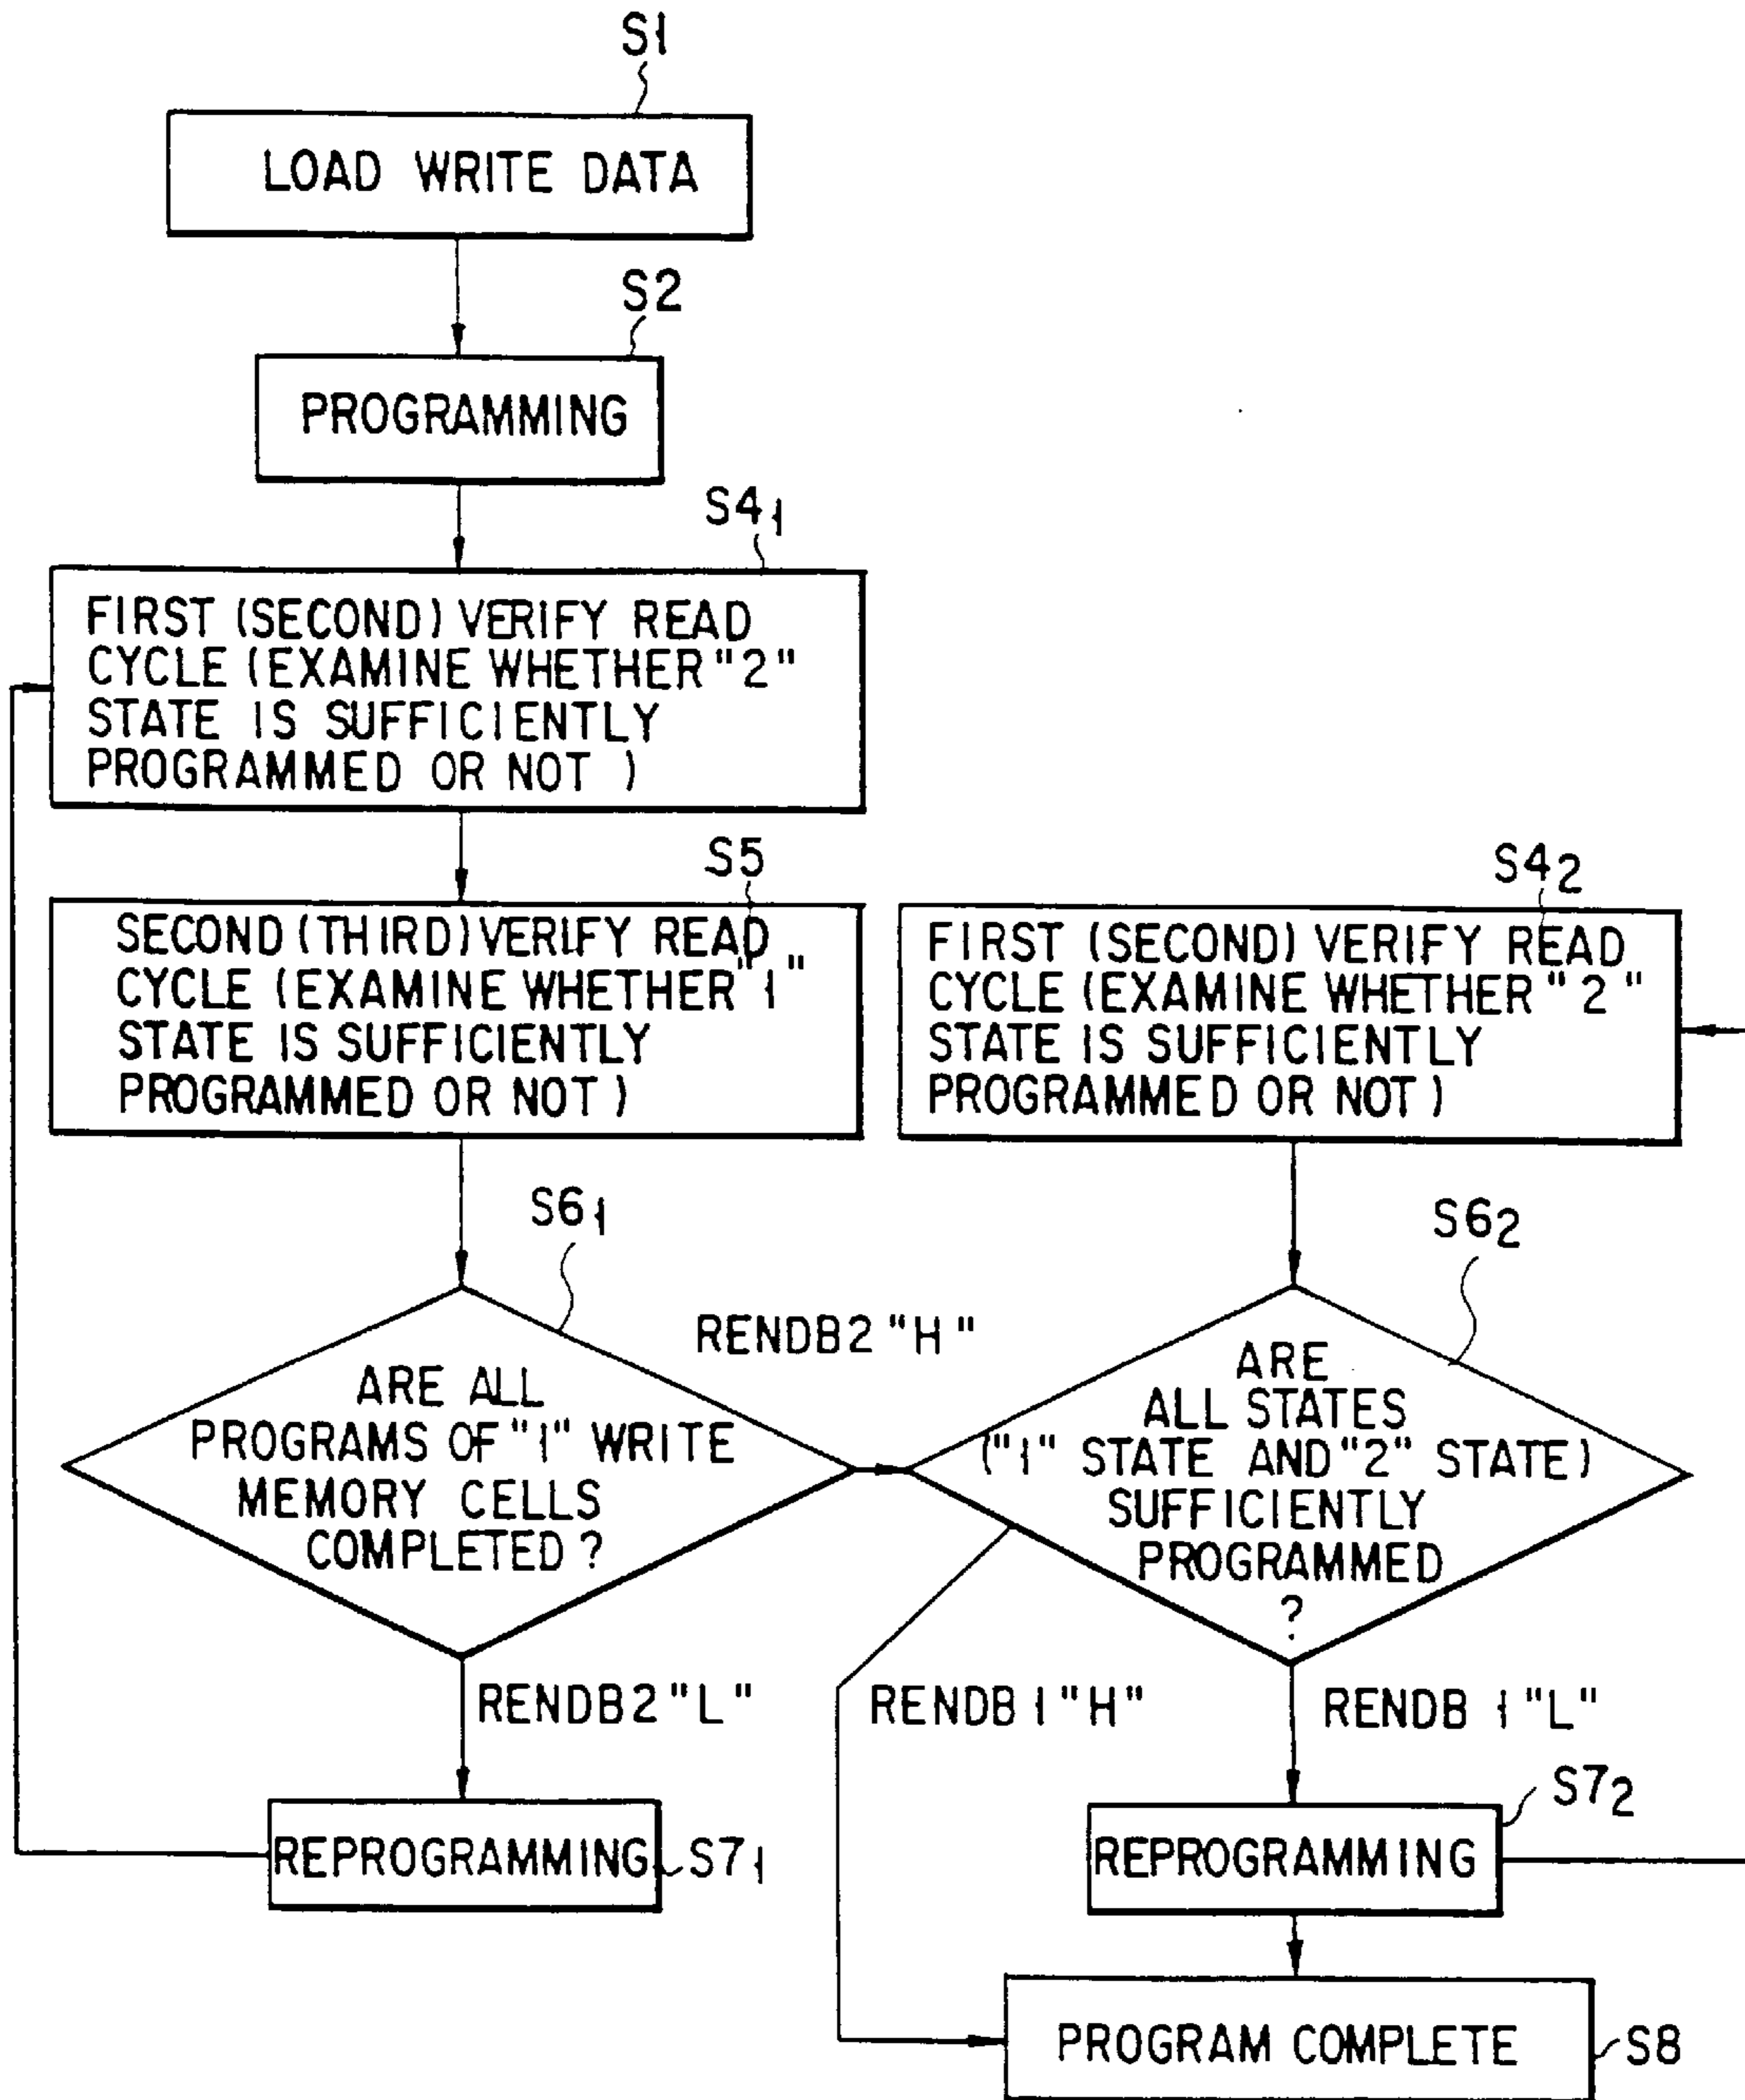 S1
LOAD WRITE DATA
S2
PROGRAMMING
S4₁
FIRST (SECOND) VERIFY READ
CYCLE (EXAMINE WHETHER "2"
STATE IS SUFFICIENTLY
PROGRAMMED OR NOT )
S5
SECOND (THIRD) VERIFY READ
CYCLE (EXAMINE WHETHER "1"
STATE IS SUFFICIENTLY
PROGRAMMED OR NOT )
S4₂
FIRST (SECOND) VERIFY READ
CYCLE (EXAMINE WHETHER "2"
STATE IS SUFFICIENTLY
PROGRAMMED OR NOT )
S6₁
ARE ALL
PROGRAMS OF "1" WRITE
MEMORY CELLS
COMPLETED ?
RENDB2 "H"
S6₂
ARE
ALL STATES
("1" STATE AND "2" STATE)
SUFFICIENTLY
PROGRAMMED
?
RENDB2 "L"
RENDB1 "H"
RENDB1 "L"
REPROGRAMMING
S7₁
REPROGRAMMING
S7₂
PROGRAM COMPLETE
S8